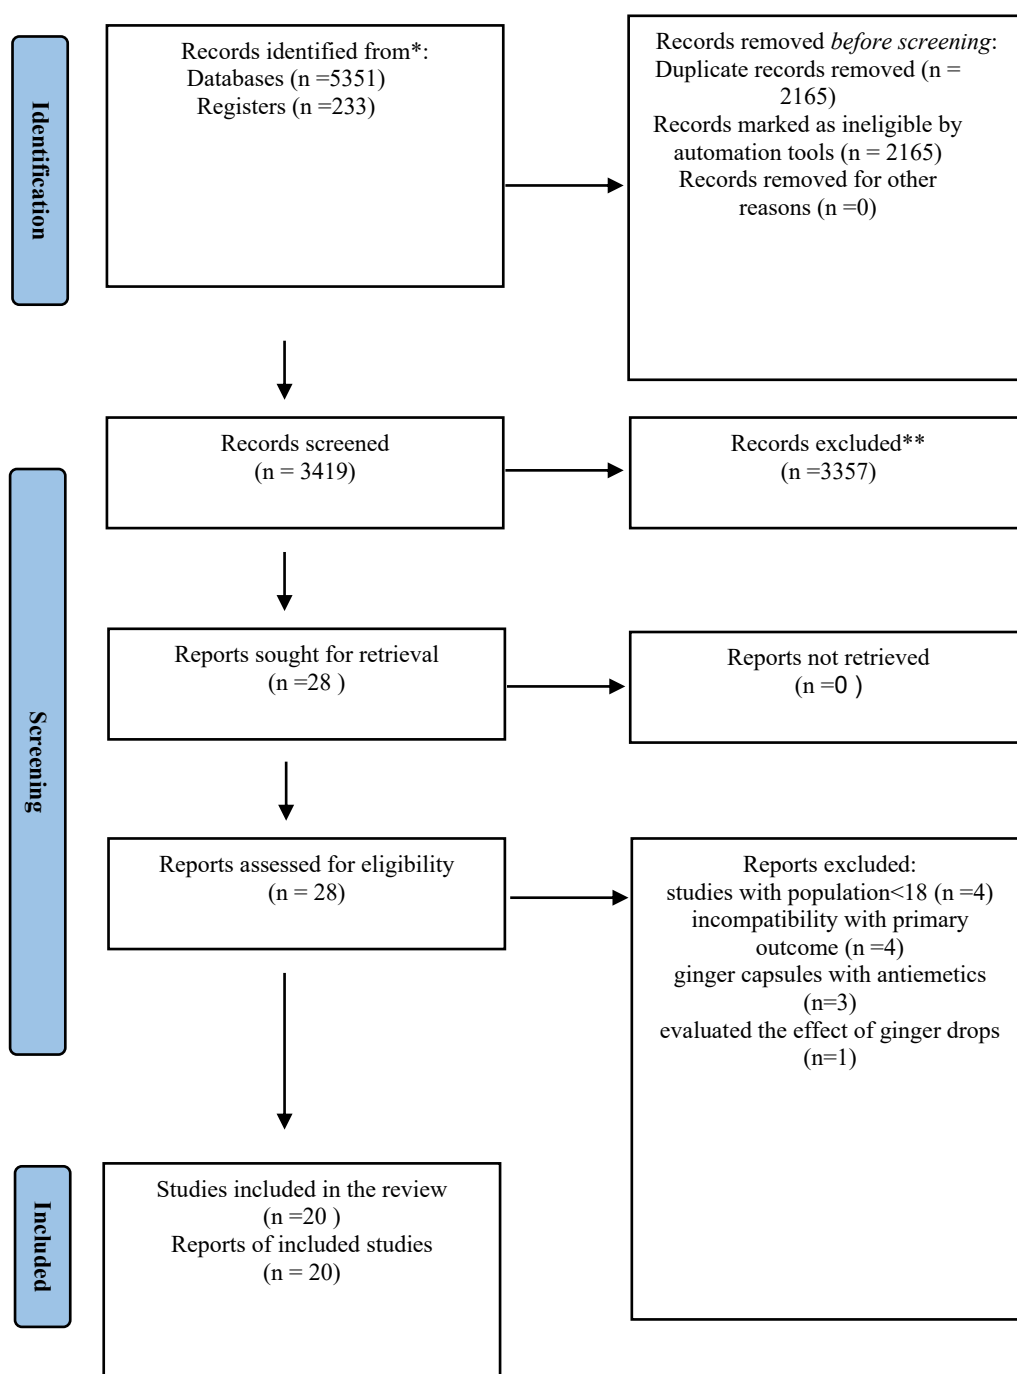 Identification
Records identified from*:
Databases (n =5351)
Registers (n =233)
Records removed before screening:
Duplicate records removed (n =
2165)
Records marked as ineligible by
automation tools (n = 2165)
Records removed for other
reasons (n =0)
Screening
Records screened
(n = 3419)
Records excluded**
(n =3357)
Reports sought for retrieval
(n =28 )
Reports not retrieved
(n =0 )
Reports assessed for eligibility
(n = 28)
Reports excluded:
studies with population<18 (n =4)
incompatibility with primary
outcome (n =4)
ginger capsules with antiemetics
(n=3)
evaluated the effect of ginger drops
(n=1)
Included
Studies included in the review
(n =20 )
Reports of included studies
(n = 20)